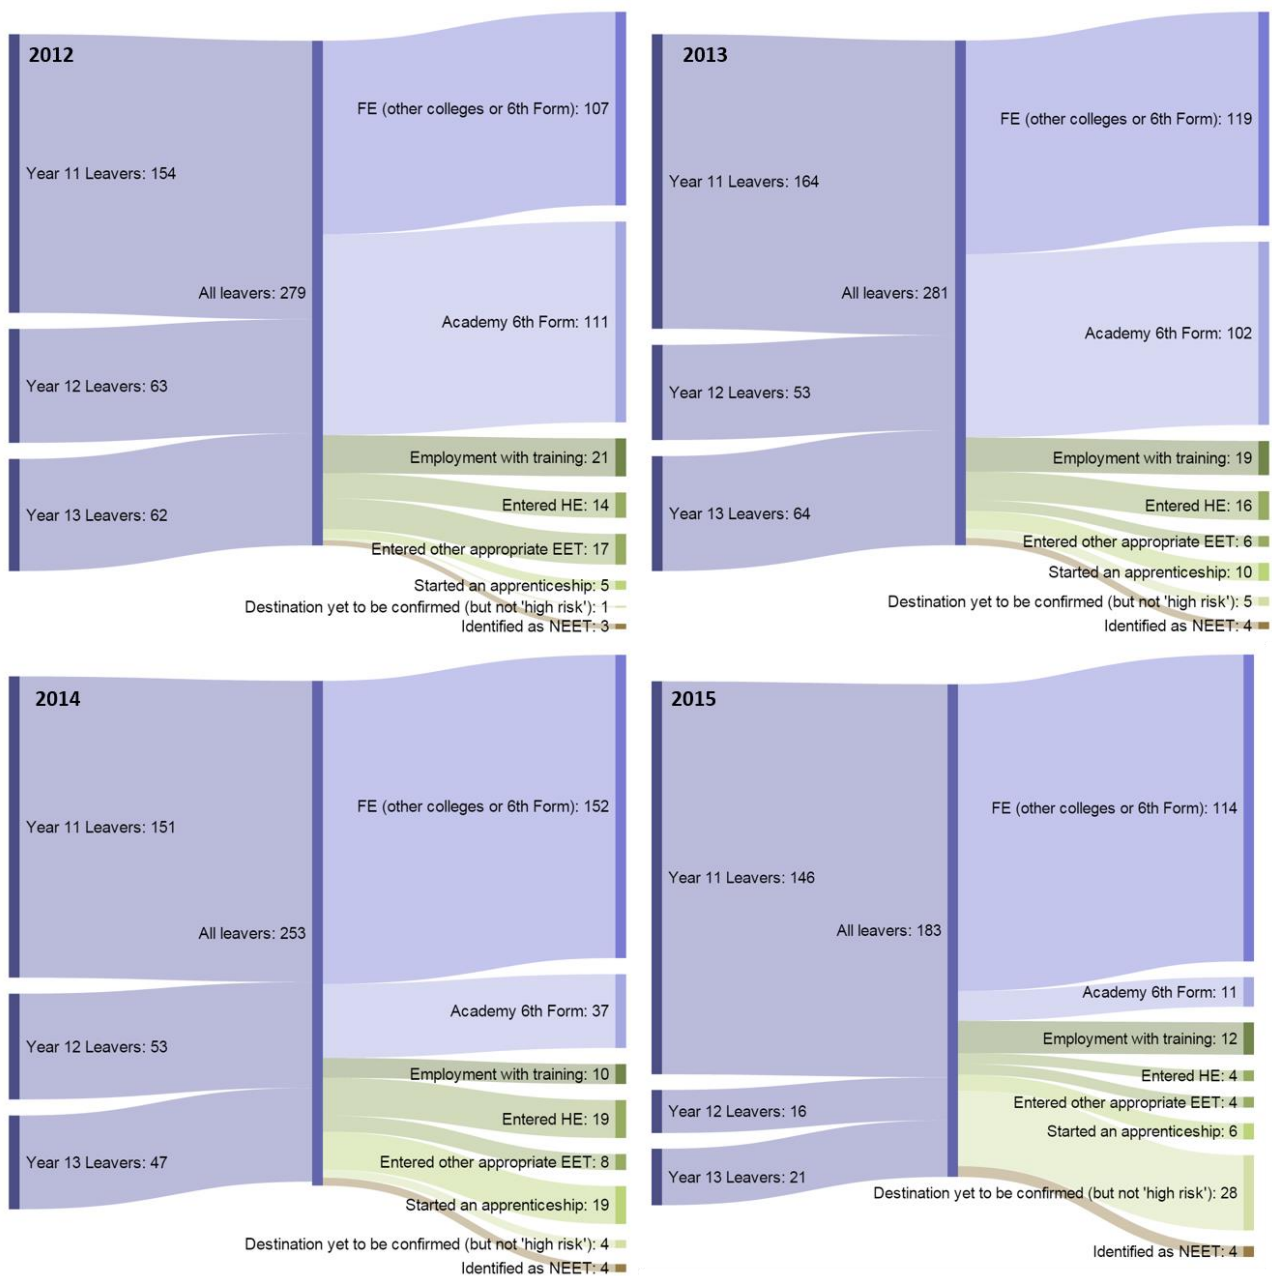 2012
FE (other colleges or 6th Form): 107
Year 11 Leavers: 154
All leavers: 279
Academy 6th Form: 111
Year 12 Leavers: 63
Employment with training: 21
Entered HE: 14
Year 13 Leavers: 62
Entered other appropriate EET: 17
Started an apprenticeship: 5
Destination yet to be confirmed (but not 'high risk'): 1
Identified as NEET: 3
2013
FE (other colleges or 6th Form): 119
Year 11 Leavers: 164
All leavers: 281
Academy 6th Form: 102
Year 12 Leavers: 53
Employment with training: 19
Entered HE: 16
Year 13 Leavers: 64
Entered other appropriate EET: 6
Started an apprenticeship: 10
Destination yet to be confirmed (but not 'high risk'): 5
Identified as NEET: 4
2014
FE (other colleges or 6th Form): 152
Year 11 Leavers: 151
All leavers: 253
Academy 6th Form: 37
Year 12 Leavers: 53
Employment with training: 10
Entered HE: 19
Year 13 Leavers: 47
Entered other appropriate EET: 8
Started an apprenticeship: 19
Destination yet to be confirmed (but not 'high risk'): 4
Identified as NEET: 4
2015
FE (other colleges or 6th Form): 114
Year 11 Leavers: 146
All leavers: 183
Academy 6th Form: 11
Employment with training: 12
Entered HE: 4
Entered other appropriate EET: 4
Year 12 Leavers: 16
Started an apprenticeship: 6
Year 13 Leavers: 21
Destination yet to be confirmed (but not 'high risk'): 28
Identified as NEET: 4